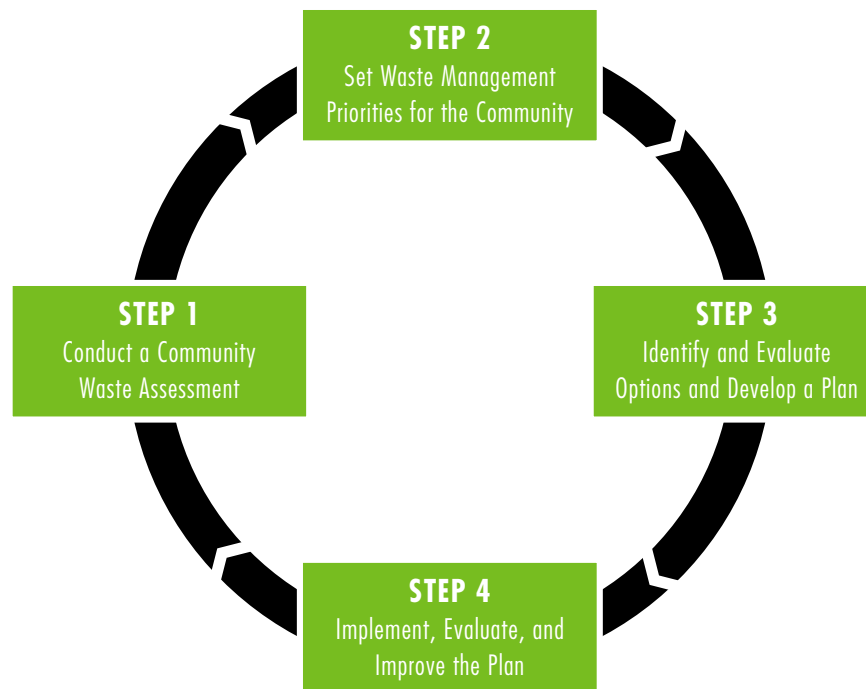 STEP 1
Conduct a Community
Waste Assessment
STEP 2
Set Waste Management
Priorities for the Community
STEP 3
Identify and Evaluate
Options and Develop a Plan
STEP 4
Implement, Evaluate, and
Improve the Plan